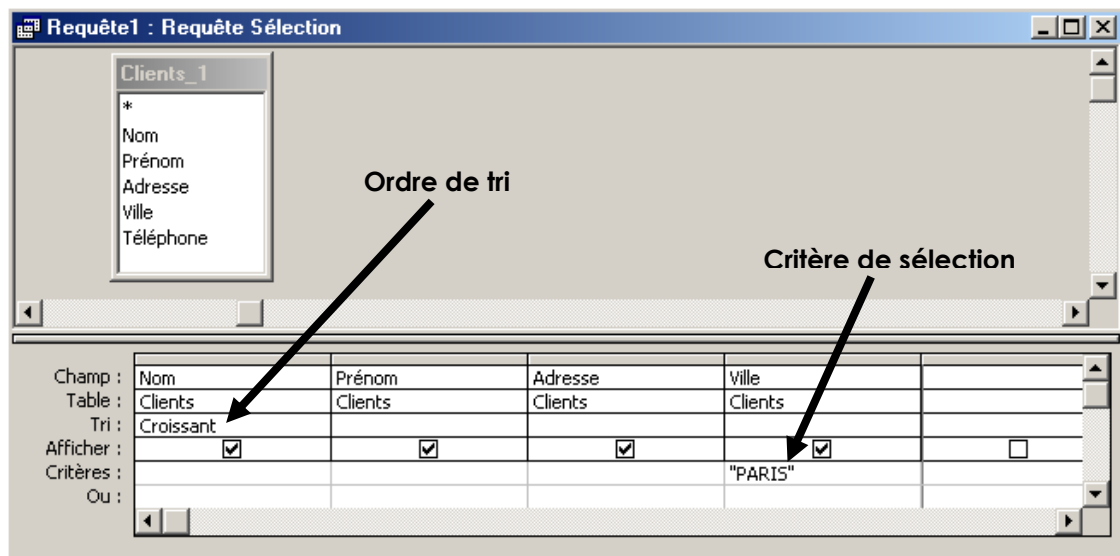 Requête1 : Requête Sélection
Clients_1
*
Nom
Prénom
Adresse
Ville
Téléphone
Ordre de tri
Critère de sélection
Champ : Nom Prénom Adresse Ville
Table : Clients Clients Clients Clients
Tri : Croissant
Afficher :
Critères : "PARIS"
Ou :